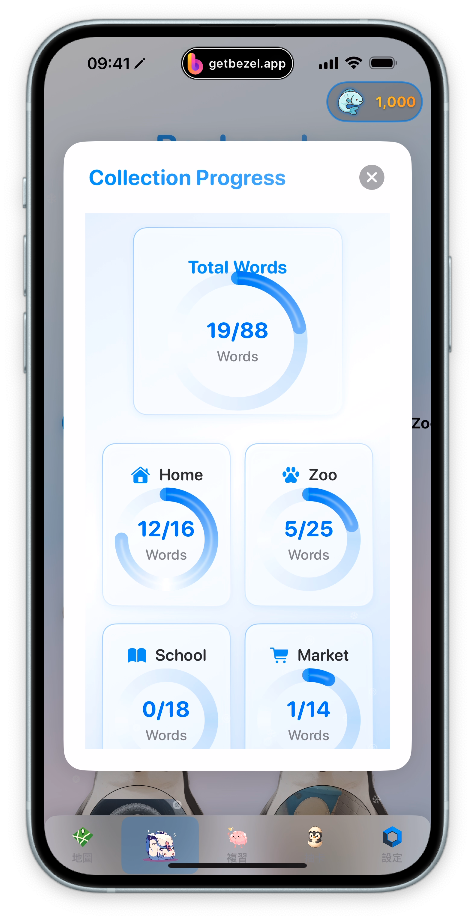 09:41
getbezel.app
1,000
Collection Progress
Total Words
19/88
Words
Zo
Home
12/16
Words
Zoo
5/25
Words
School
0/18
Words
Market
1/14
Words
地圖
複習
設定